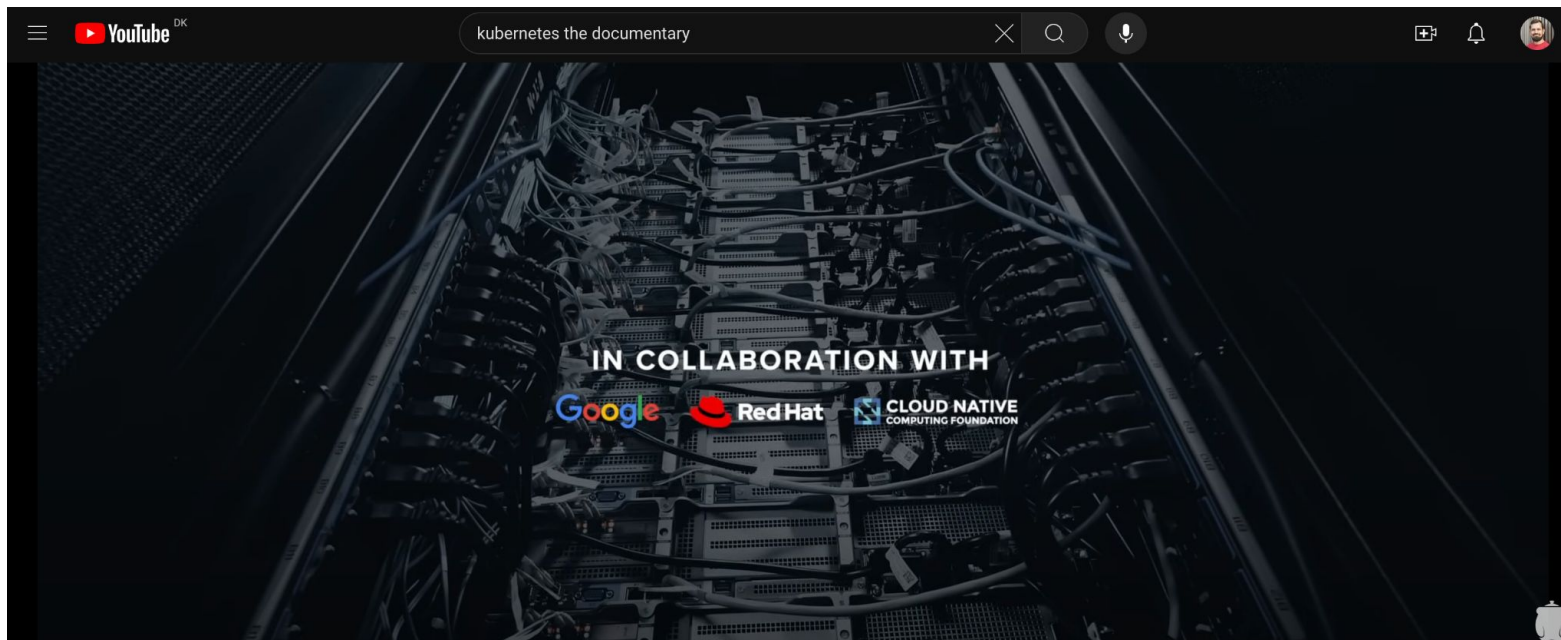 YouTube DK
kubernetes the documentary
IN COLLABORATION WITH
Google Red Hat CLOUD NATIVE
COMPUTING FOUNDATION